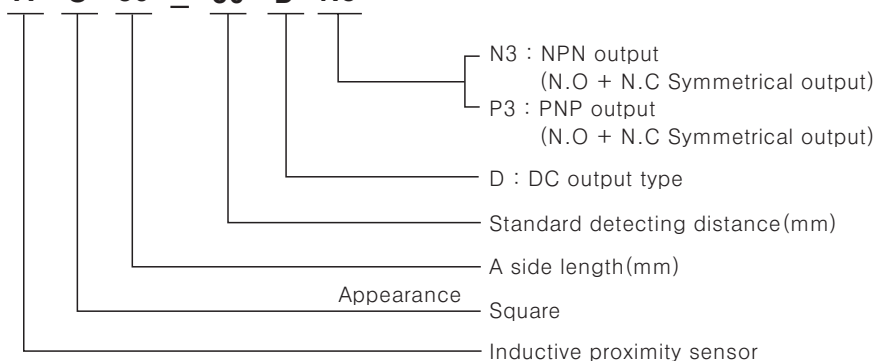 N3 : NPN output
(N.O + N.C Symmetrical output)
P3 : PNP output
(N.O + N.C Symmetrical output)
D : DC output type
Standard detecting distance(mm)
A side length(mm)
Appearance
Square
Inductive proximity sensor